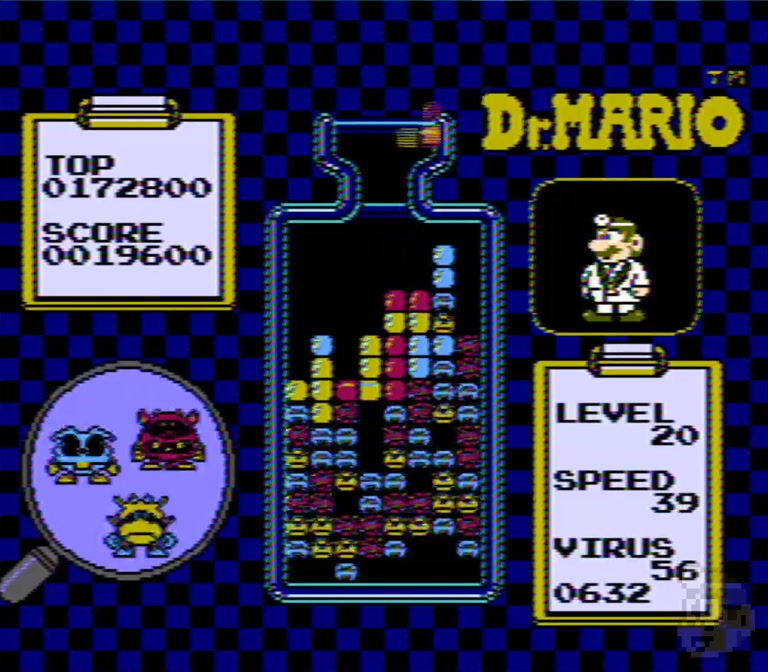 TM
Dr. MARIO
TOP
0172800
SCORE
0019600
LEVEL
20
SPEED
39
VIRUS
56
0632